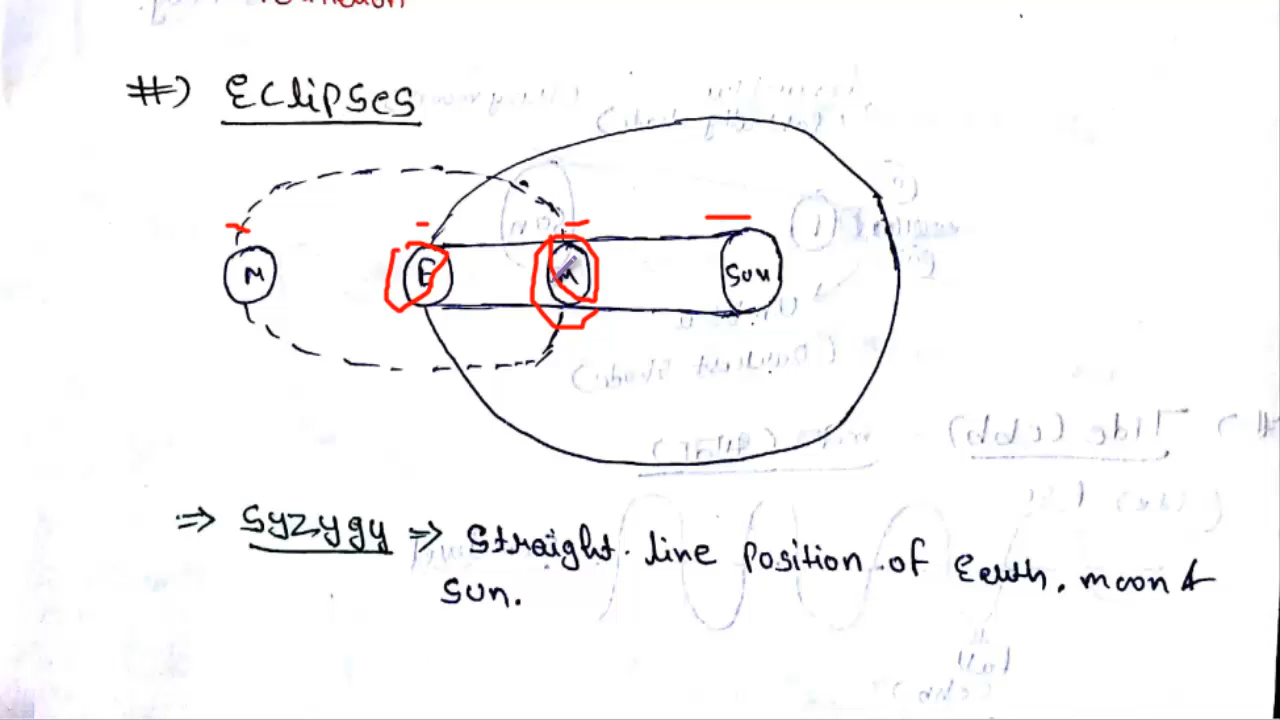 #) Eclipses
M E M Sun
⇒ Syzygy ⇒ Straight line position of Earth, moon &
Sun.